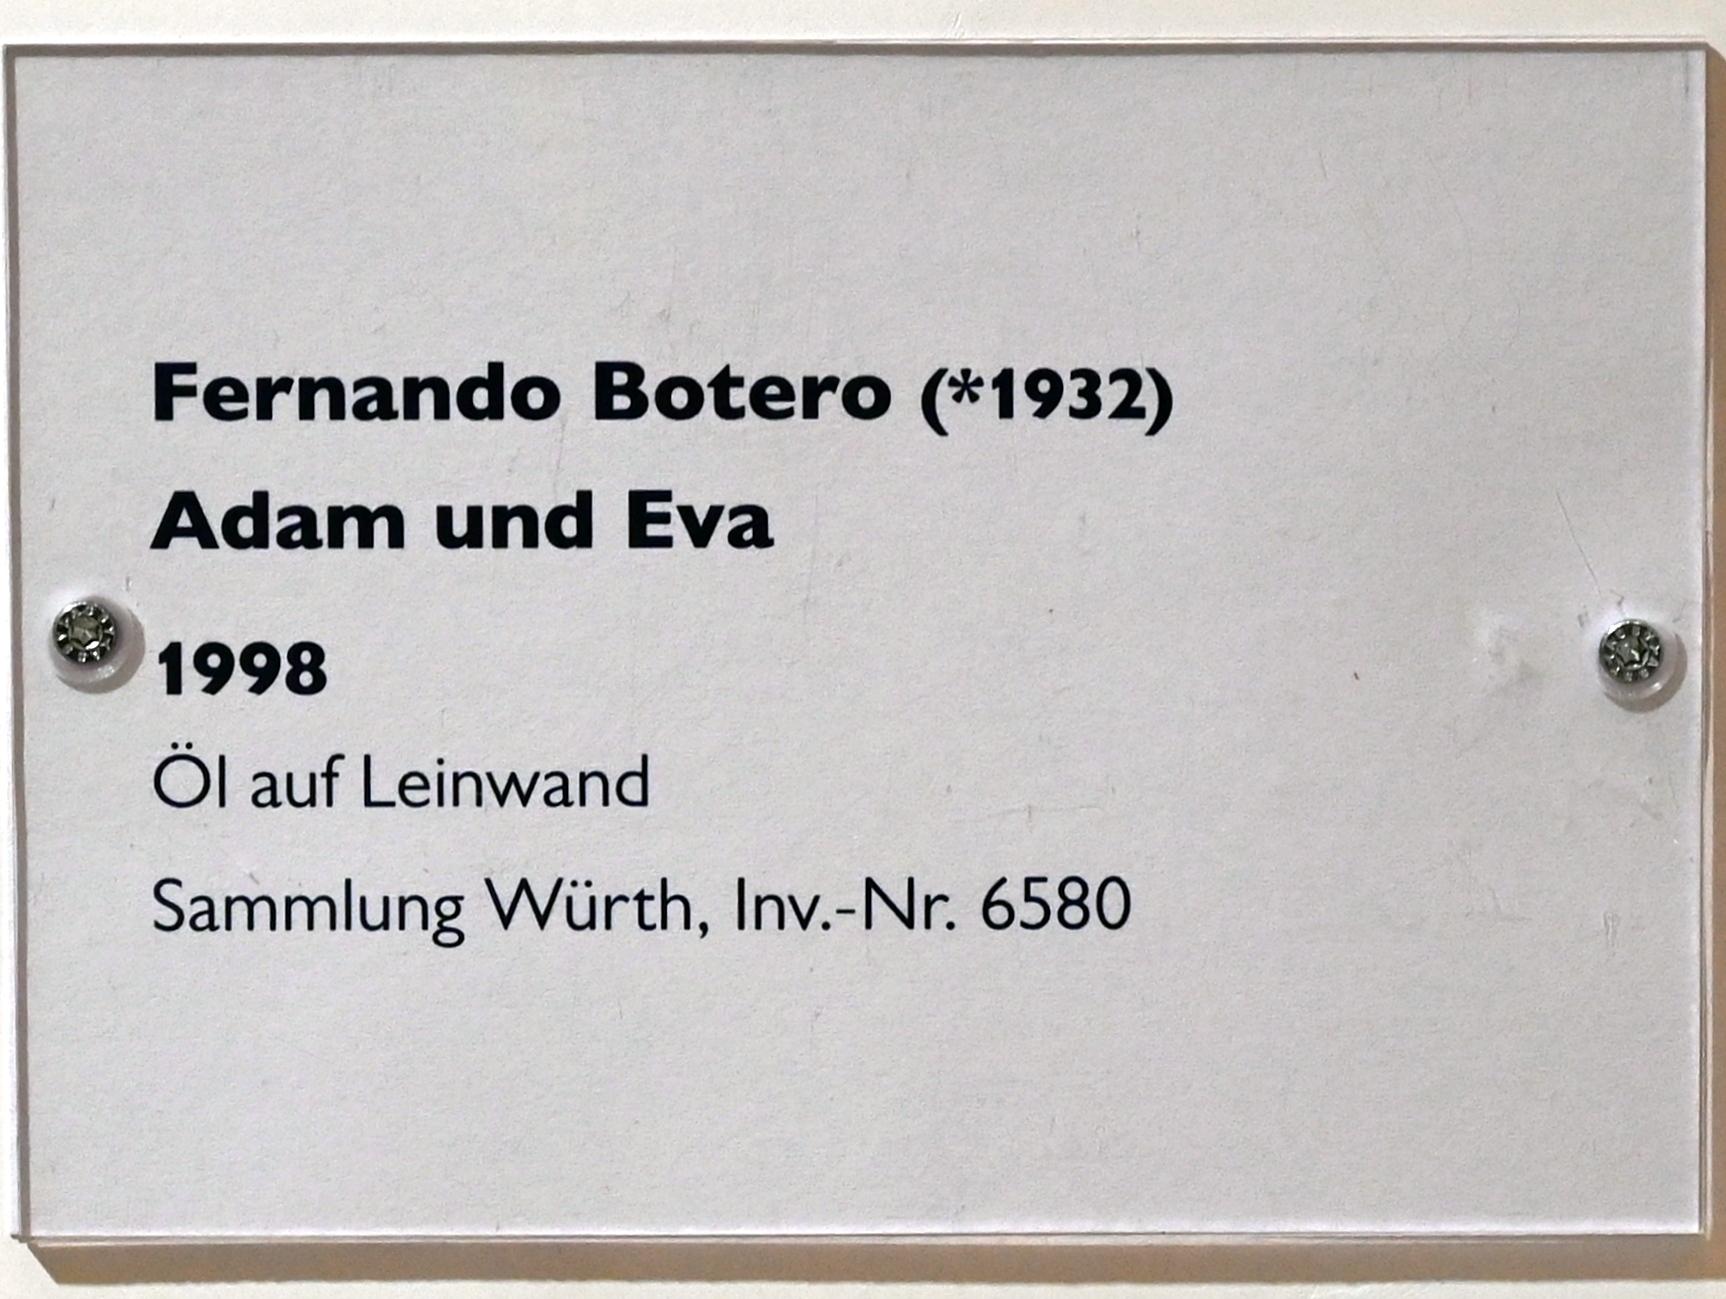 Fernando Botero (*1932)
Adam und Eva
1998
Öl auf Leinwand
Sammlung Würth, Inv.-Nr. 6580